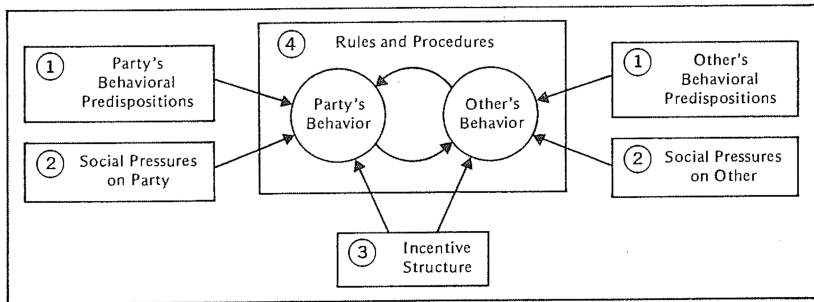 1 Party's
Behavioral
Predispositions
2 Social Pressures
on Party
4 Rules and Procedures
Party's
Behavior
Other's
Behavior
3 Incentive
Structure
1 Other's
Behavioral
Predispositions
2 Social Pressures
on Other